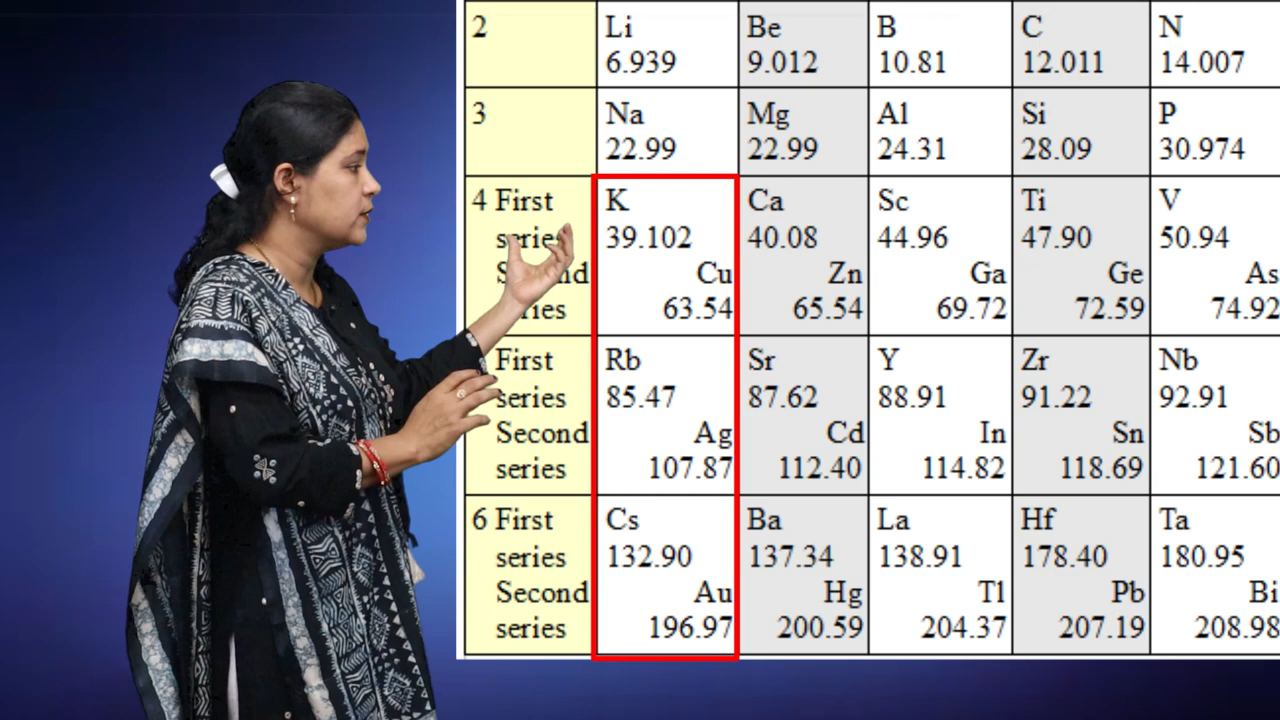 2 Li Be B C N
6.939 9.012 10.81 12.011 14.007
3 Na Mg Al Si P
22.99 22.99 24.31 28.09 30.974
4 First K Ca Sc Ti V
39.102 40.08 44.96 47.90 50.94
Cu Zn Ga Ge As
63.54 65.54 69.72 72.59 74.92
First Rb Sr Y Zr Nb
series 85.47 87.62 88.91 91.22 92.91
Second Ag Cd In Sn Sb
series 107.87 112.40 114.82 118.69 121.60
6 First Cs Ba La Hf Ta
series 132.90 137.34 138.91 178.40 180.95
Second Au Hg Tl Pb Bi
series 196.97 200.59 204.37 207.19 208.98